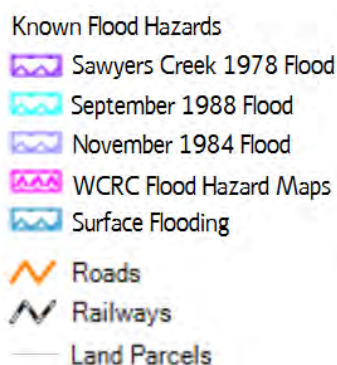 Known Flood Hazards
Sawyers Creek 1978 Flood
September 1988 Flood
November 1984 Flood
WCRC Flood Hazard Maps
Surface Flooding
Roads
Railways
Land Parcels